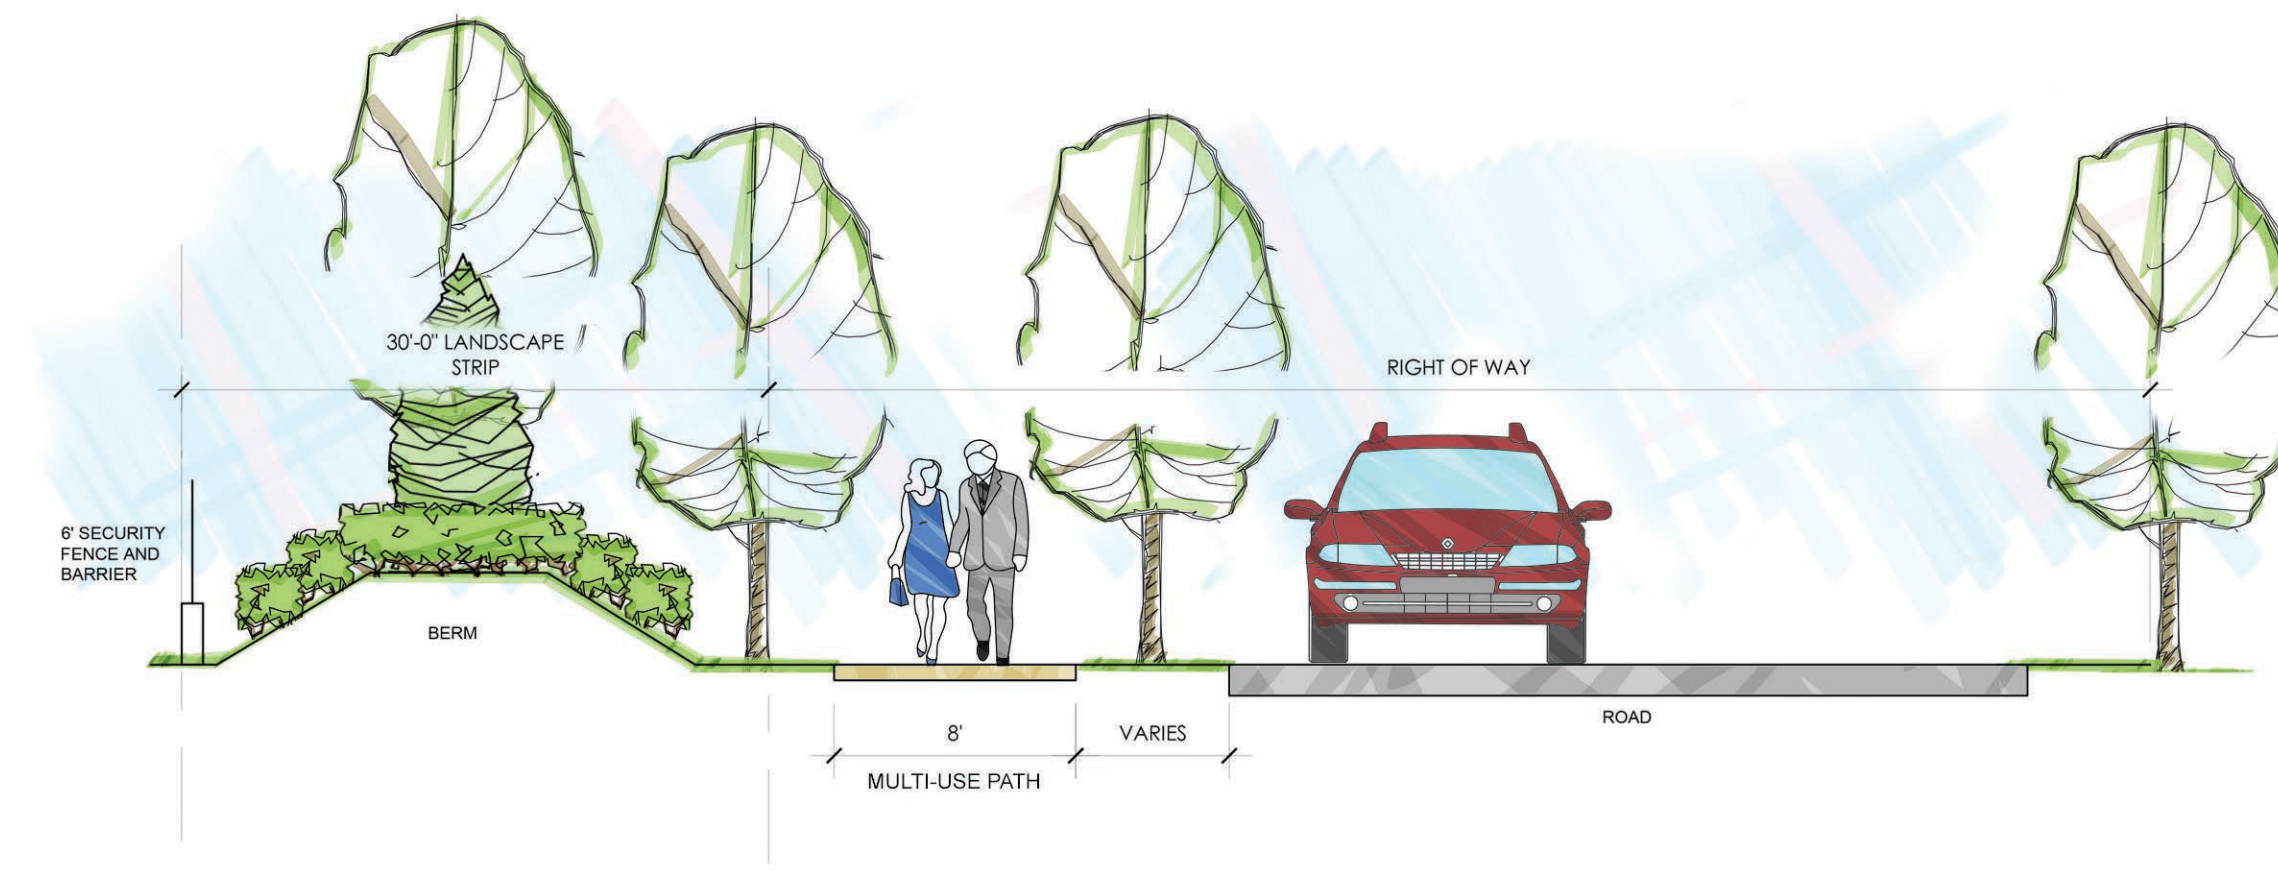 30'-0" LANDSCAPE
STRIP
RIGHT OF WAY
6' SECURITY
FENCE AND
BARRIER
BERM
ROAD
8'
VARIES
MULTI-USE PATH